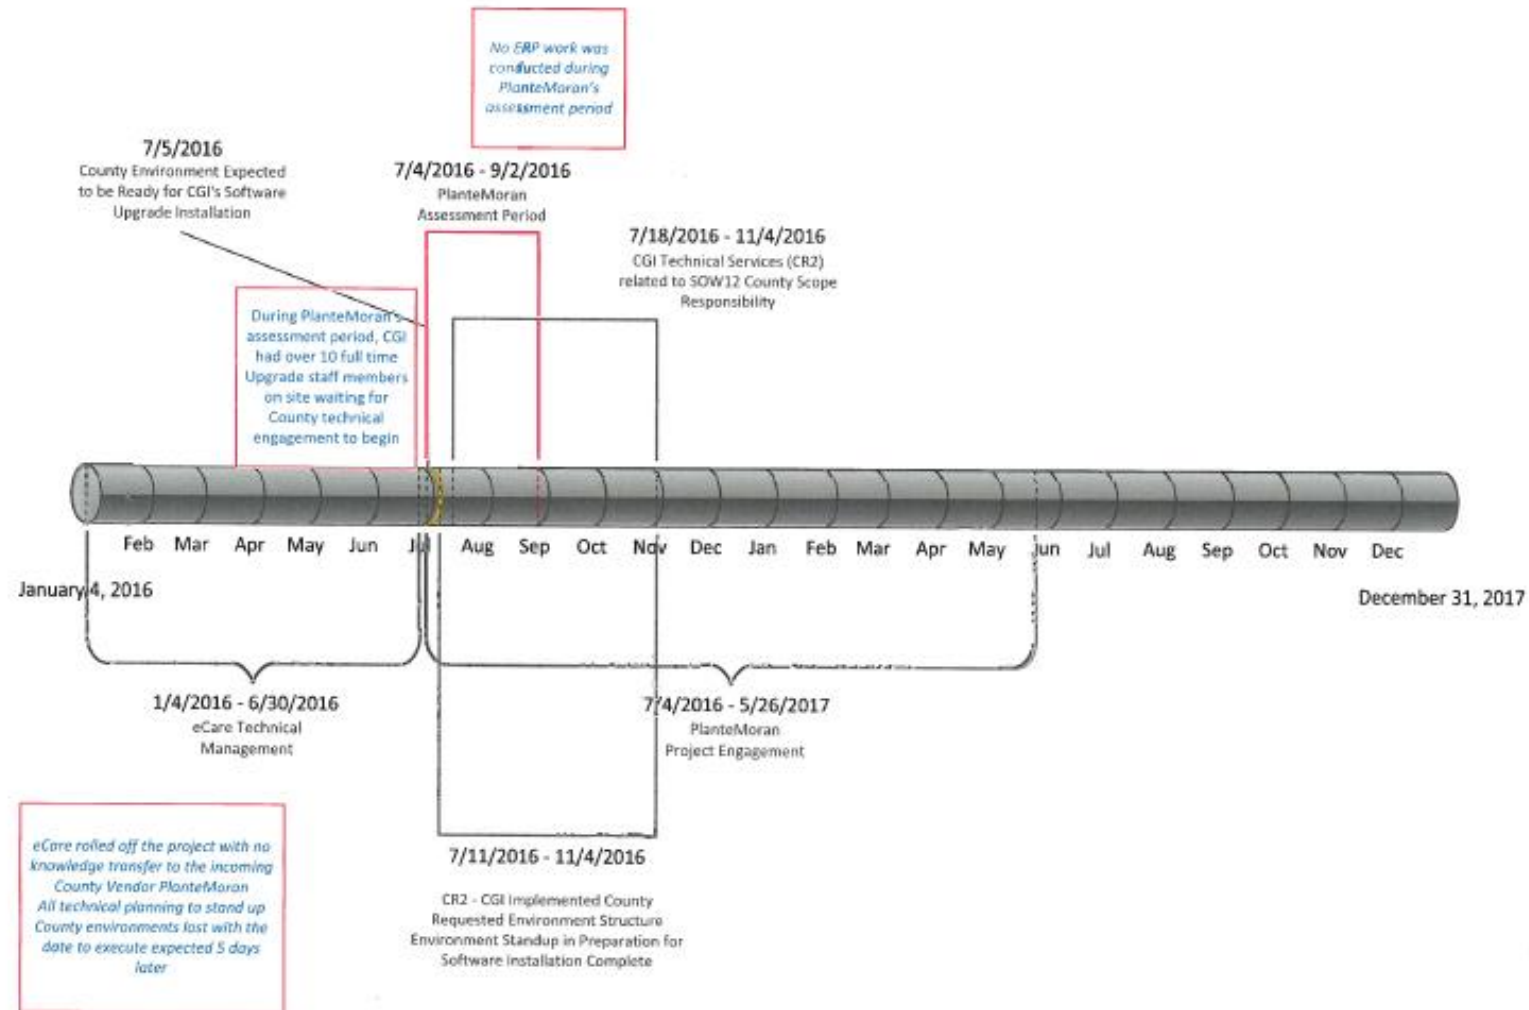 No ERP work was
conducted during
PlanteMoran's
assessment period
7/5/2016
County Environment Expected
to be Ready for CGI's Software
Upgrade Installation
7/4/2016 - 9/2/2016
PlanteMoran
Assessment Period
7/18/2016 - 11/4/2016
CGI Technical Services (CR2)
related to SOW12 County Scope
Responsibility
During PlanteMoran's
assessment period, CGI
had over 10 full time
Upgrade staff members
on site waiting for
County technical
engagement to begin
Feb Mar Apr May Jun Jul Aug Sep Oct Nov Dec Jan Feb Mar Apr May Jun Jul Aug Sep Oct Nov Dec
January 4, 2016
December 31, 2017
1/4/2016 - 6/30/2016
eCare Technical
Management
7/4/2016 - 5/26/2017
PlanteMoran
Project Engagement
eCare rolled off the project with no
knowledge transfer to the incoming
County Vendor PlanteMoran
All technical planning to stand up
County environments lost with the
date to execute expected 5 days
later
7/11/2016 - 11/4/2016
CR2 - CGI Implemented County
Requested Environment Structure
Environment Standup in Preparation for
Software Installation Complete